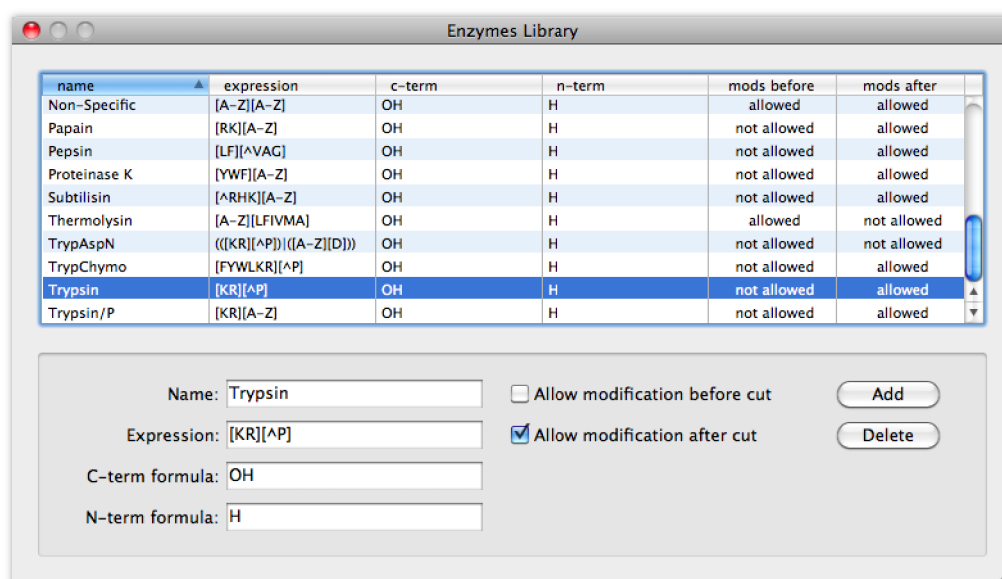 Enzymes Library
name expression c-term n-term mods before mods after
Non-Specific [A-Z][A-Z] OH H allowed allowed
Papain [RK][A-Z] OH H not allowed allowed
Pepsin [LF][^VAG] OH H not allowed allowed
Proteinase K [YWF][A-Z] OH H not allowed allowed
Subtilisin [^RHK][A-Z] OH H not allowed allowed
Thermolysin [A-Z][LFIVMA] OH H allowed not allowed
TrypAspN (([KR][^P])|([A-Z][D])) OH H not allowed not allowed
TrypChymo [FYWLKR][^P] OH H not allowed allowed
Trypsin [KR][^P] OH H not allowed allowed
Trypsin/P [KR][A-Z] OH H not allowed allowed
Name: Trypsin Allow modification before cut Add
Expression: [KR][^P] Allow modification after cut Delete
C-term formula: OH
N-term formula: H